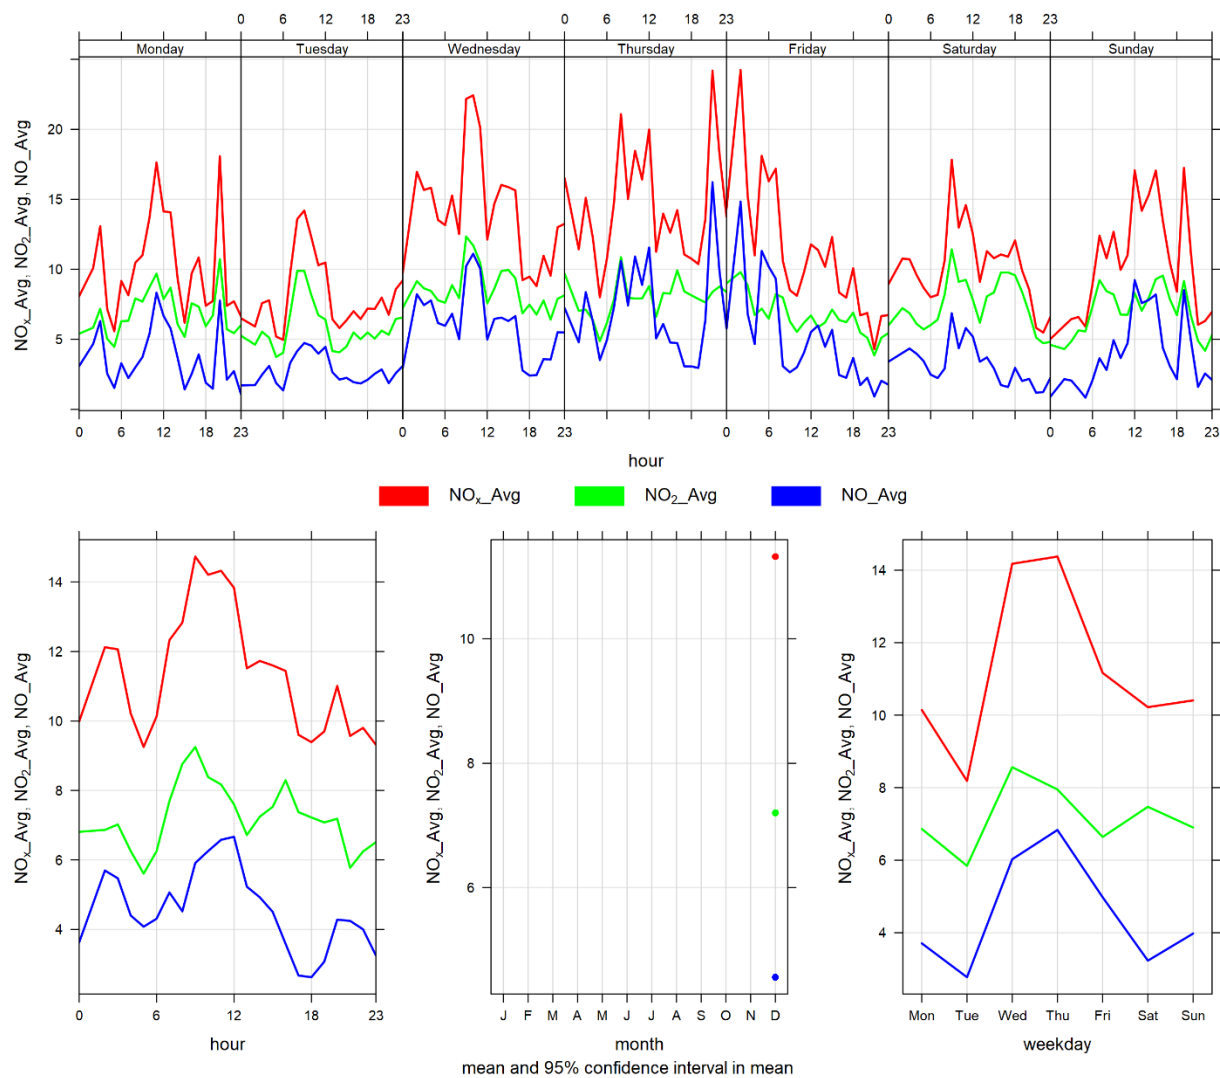 0 6 12 18 0 6 12 18 23
0 6 12 18 0 6 12 18 23
Monday Tuesday Wednesday Thursday Friday Saturday Sunday
NOₓ_Avg, NO₂_Avg, NO_Avg
20
15
10
5
0 6 12 18 23 0 6 12 18 23 0 6 12 18 23 0 6 12 18 23
hour
NOₓ_Avg NO₂_Avg NO_Avg
NOₓ_Avg, NO₂_Avg, NO_Avg
14
12
10
8
6
4
0 6 12 18 23
hour
NOₓ_Avg, NO₂_Avg, NO_Avg
10
8
6
J F M A M J J A S O N D
month
mean and 95% confidence interval in mean
NOₓ_Avg, NO₂_Avg, NO_Avg
14
12
10
8
6
4
Mon Tue Wed Thu Fri Sat Sun
weekday